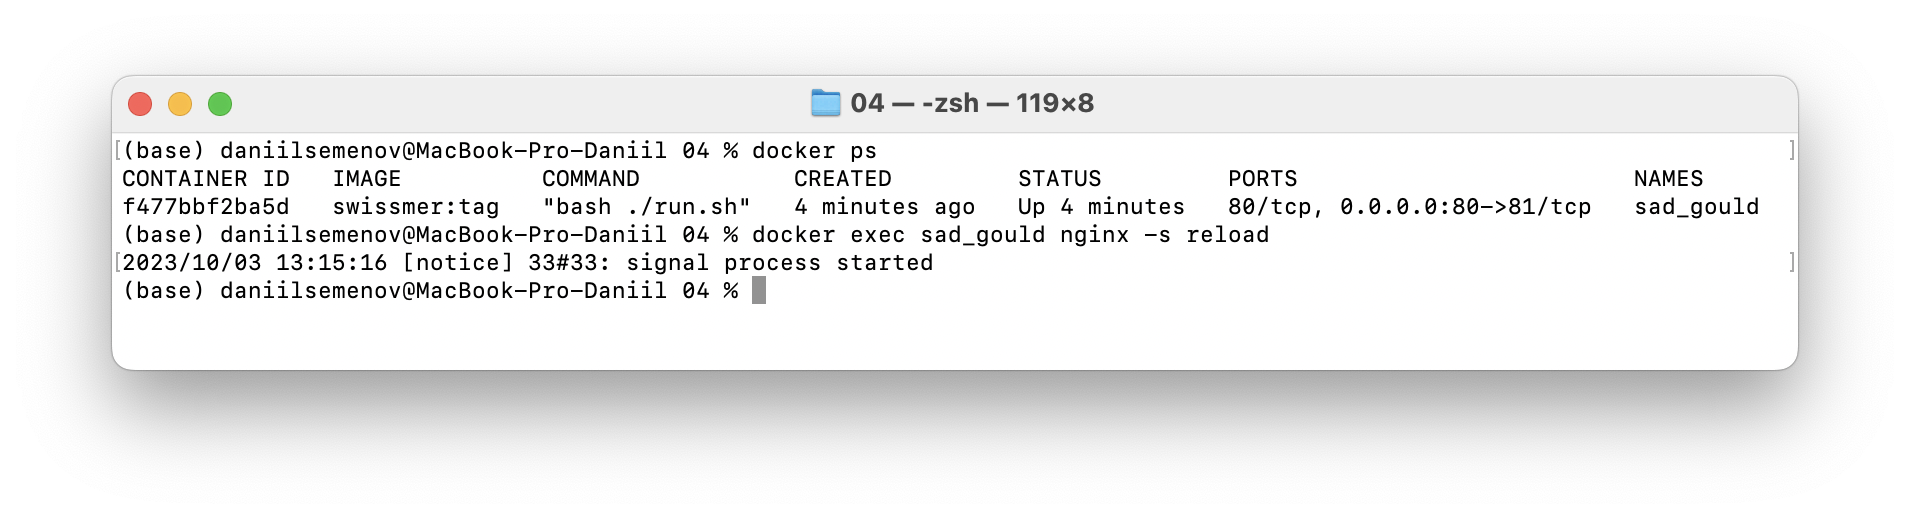 04 — -zsh — 119×8
[(base) daniilsemenov@MacBook-Pro-Daniil 04 % docker ps ]
CONTAINER ID   IMAGE          COMMAND           CREATED         STATUS         PORTS                        NAMES
f477bbf2ba5d   swissmer:tag   "bash ./run.sh"   4 minutes ago   Up 4 minutes   80/tcp, 0.0.0.0:80->81/tcp   sad_gould
(base) daniilsemenov@MacBook-Pro-Daniil 04 % docker exec sad_gould nginx -s reload
[2023/10/03 13:15:16 [notice] 33#33: signal process started ]
(base) daniilsemenov@MacBook-Pro-Daniil 04 %